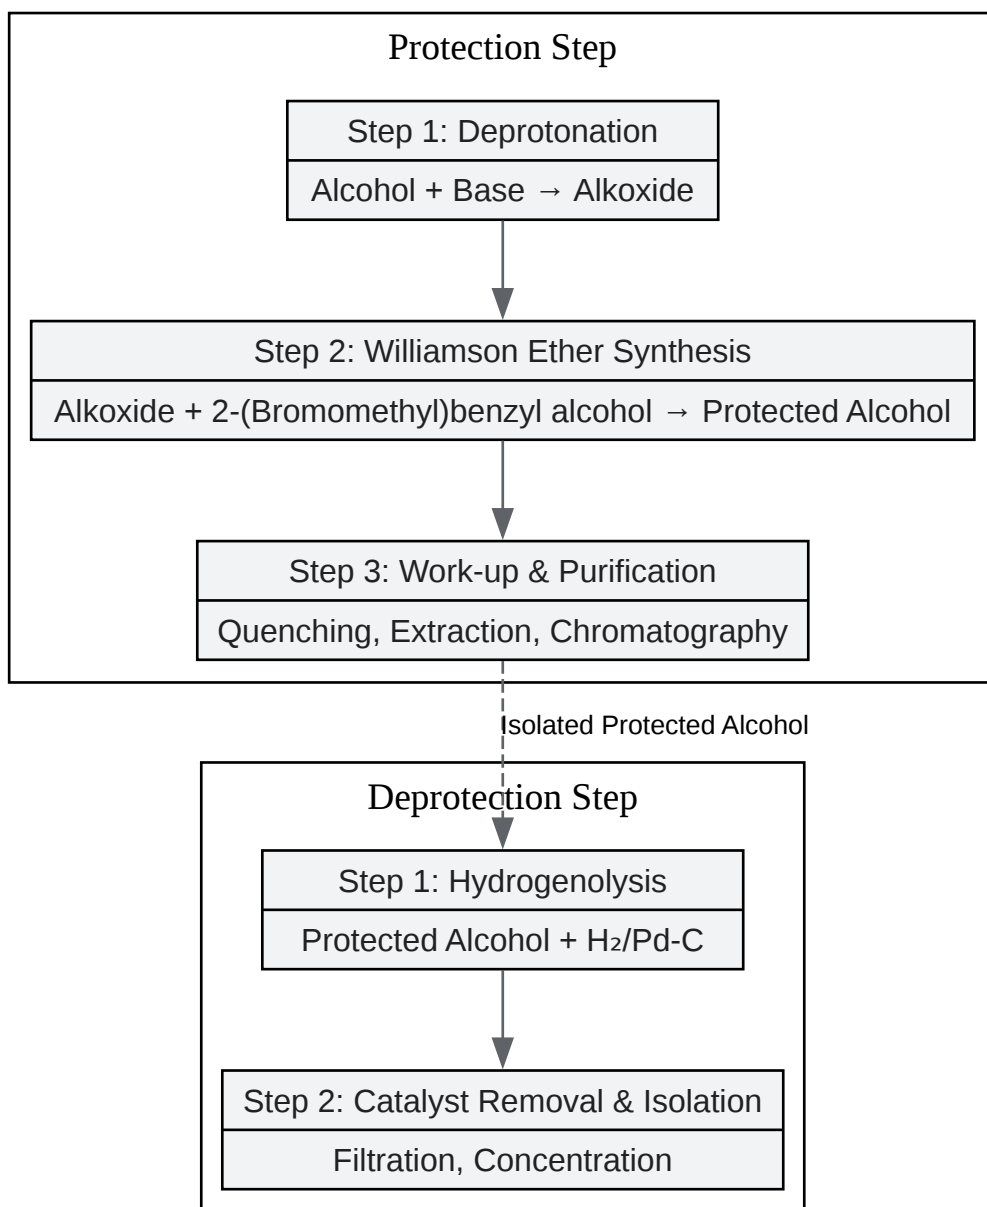 Protection Step
Step 1: Deprotonation
Alcohol + Base → Alkoxide
Step 2: Williamson Ether Synthesis
Alkoxide + 2-(Bromomethyl)benzyl alcohol → Protected Alcohol
Step 3: Work-up & Purification
Quenching, Extraction, Chromatography
Isolated Protected Alcohol
Deprotection Step
Step 1: Hydrogenolysis
Protected Alcohol + H₂/Pd-C
Step 2: Catalyst Removal & Isolation
Filtration, Concentration